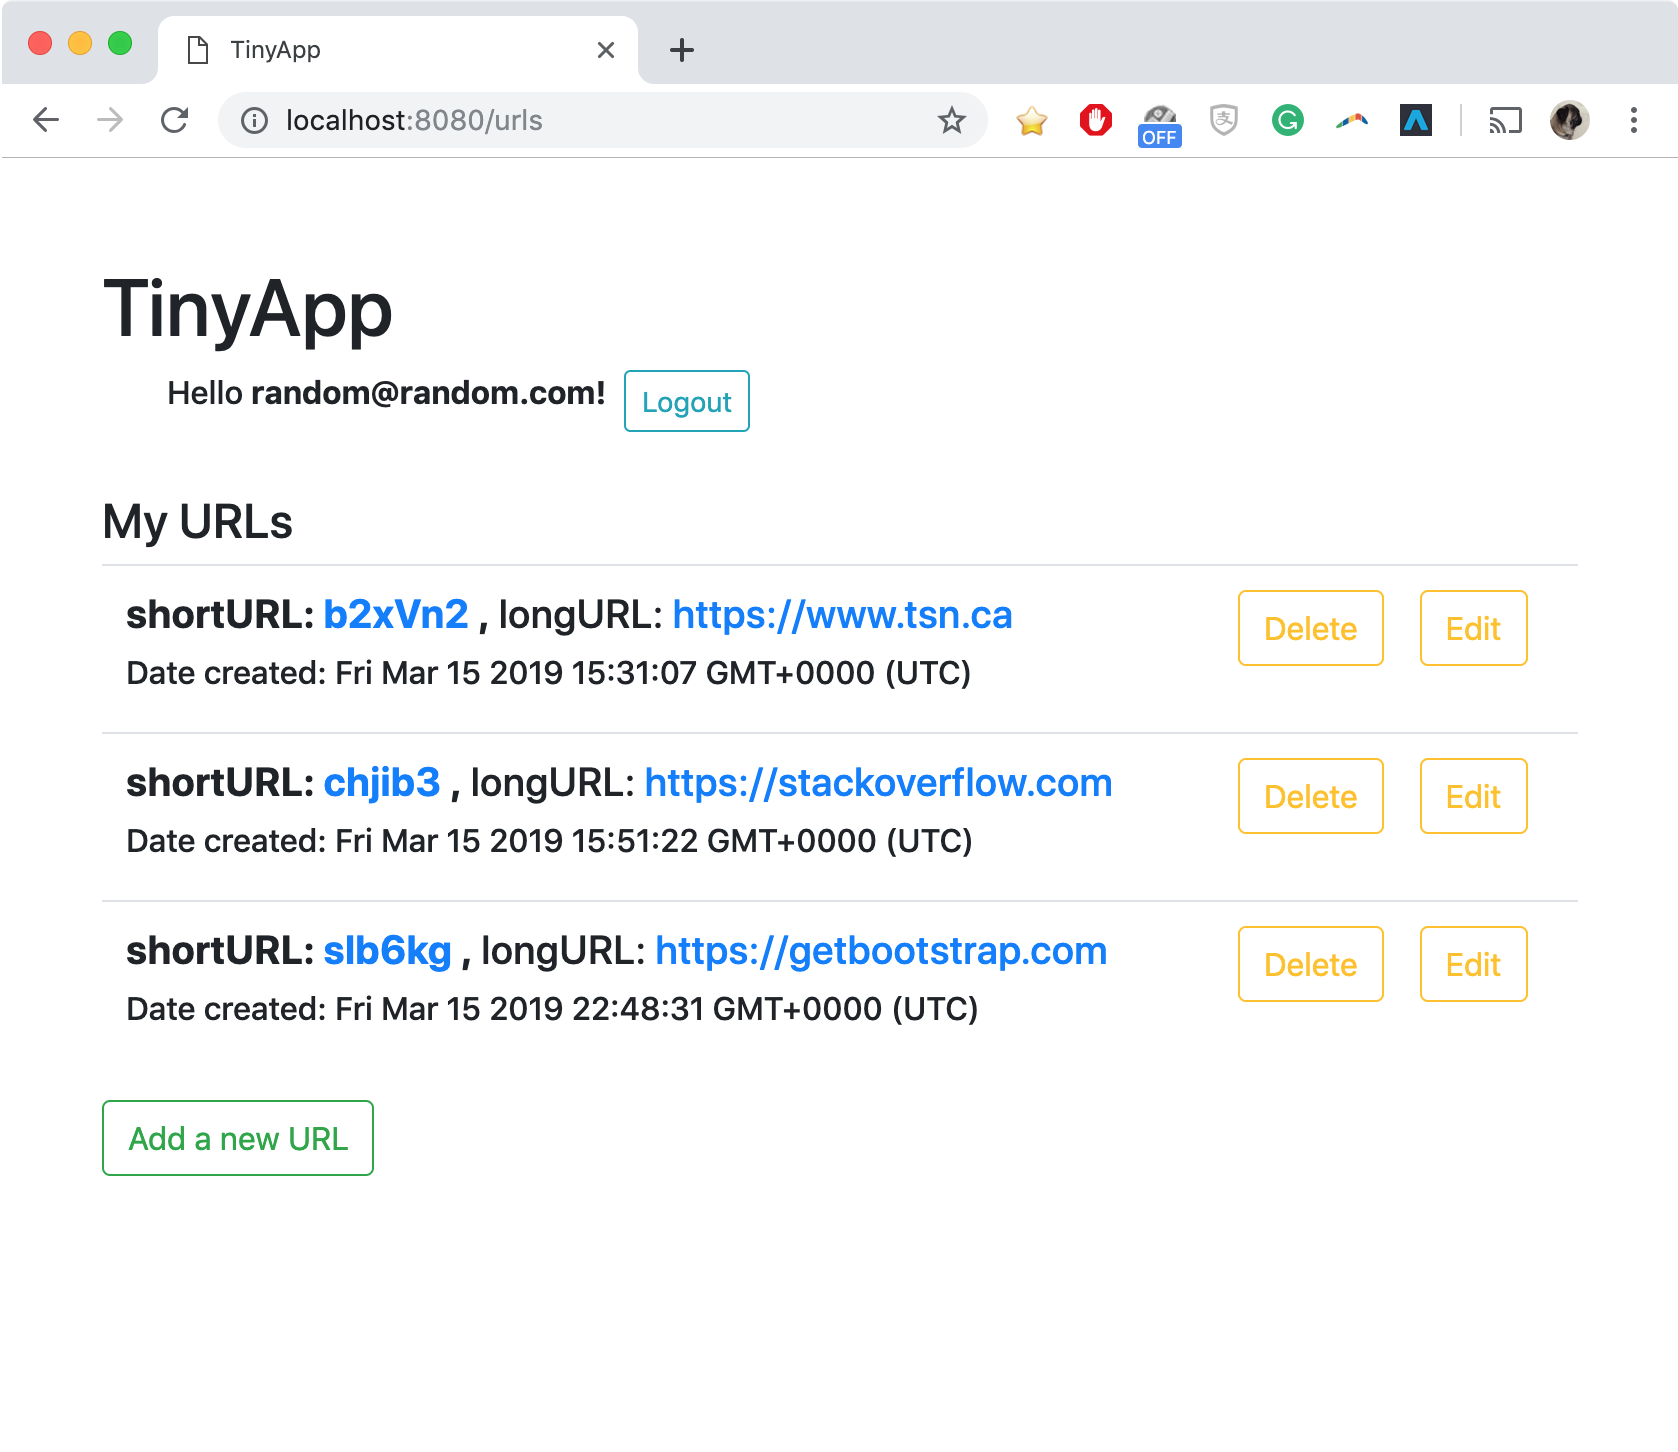 TinyApp
localhost:8080/urls
OFF
支
TinyApp
Hello random@random.com! Logout
My URLs
shortURL: b2xVn2 , longURL: https://www.tsn.ca Delete Edit
Date created: Fri Mar 15 2019 15:31:07 GMT+0000 (UTC)
shortURL: chjib3 , longURL: https://stackoverflow.com Delete Edit
Date created: Fri Mar 15 2019 15:51:22 GMT+0000 (UTC)
shortURL: slb6kg , longURL: https://getbootstrap.com Delete Edit
Date created: Fri Mar 15 2019 22:48:31 GMT+0000 (UTC)
Add a new URL